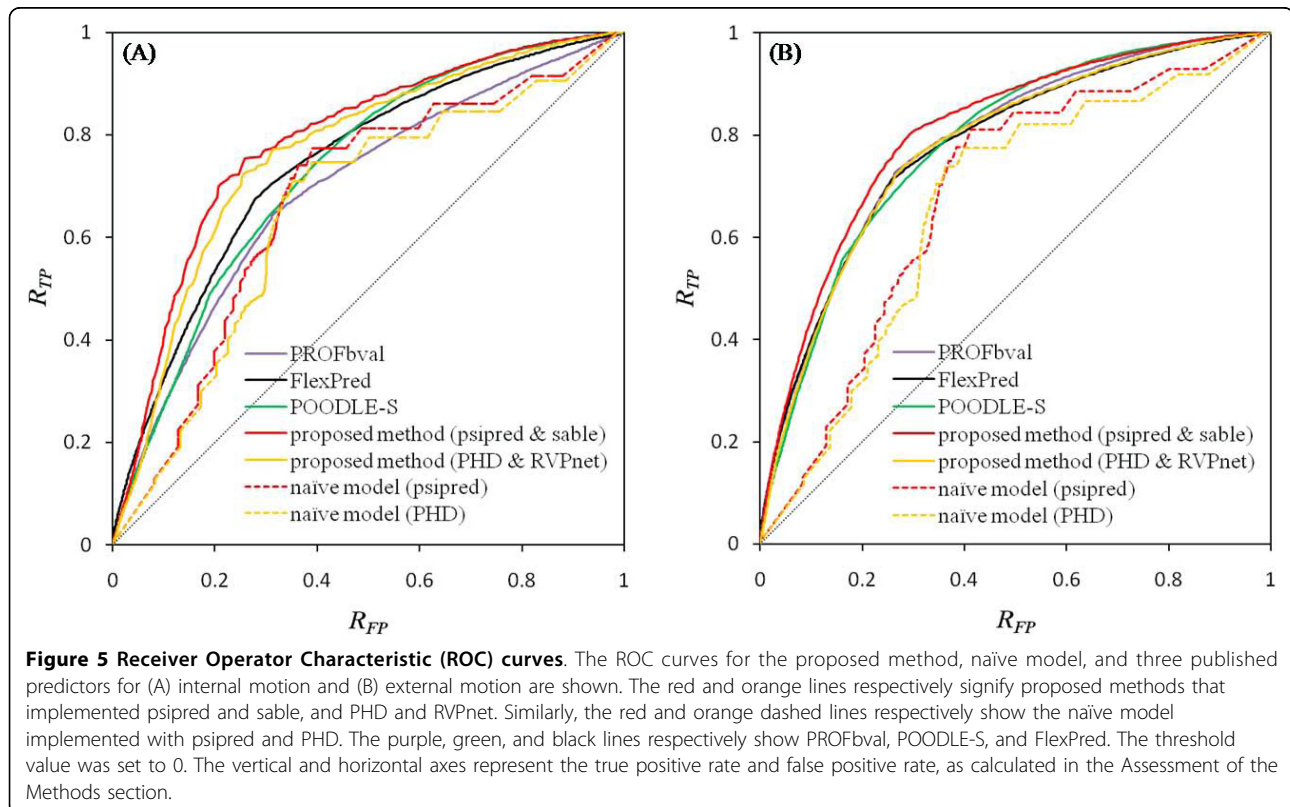 (A)
1
0.8
0.6
0.4
0.2
0
R_TP
PROFbval
FlexPred
POODLE-S
proposed method (psipred & sable)
proposed method (PHD & RVPnet)
naïve model (psipred)
naïve model (PHD)
0 0.2 0.4 0.6 0.8 1
R_FP
(B)
1
0.8
0.6
0.4
0.2
0
R_TP
PROFbval
FlexPred
POODLE-S
proposed method (psipred & sable)
proposed method (PHD & RVPnet)
naïve model (psipred)
naïve model (PHD)
0 0.2 0.4 0.6 0.8 1
R_FP
Figure 5 Receiver Operator Characteristic (ROC) curves. The ROC curves for the proposed method, naïve model, and three published
predictors for (A) internal motion and (B) external motion are shown. The red and orange lines respectively signify proposed methods that
implemented psipred and sable, and PHD and RVPnet. Similarly, the red and orange dashed lines respectively show the naïve model
implemented with psipred and PHD. The purple, green, and black lines respectively show PROFbval, POODLE-S, and FlexPred. The threshold
value was set to 0. The vertical and horizontal axes represent the true positive rate and false positive rate, as calculated in the Assessment of the
Methods section.